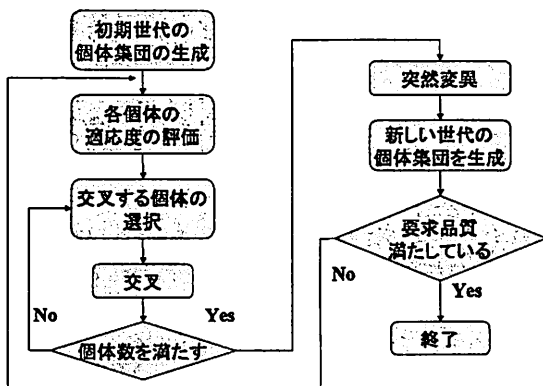 初期世代の
個体集団の生成
各個体の
適応度の評価
交叉する個体の
選択
交叉
No
Yes
個体数を満たす
突然変異
新しい世代の
個体集団を生成
要求品質
満たしている
No
Yes
終了